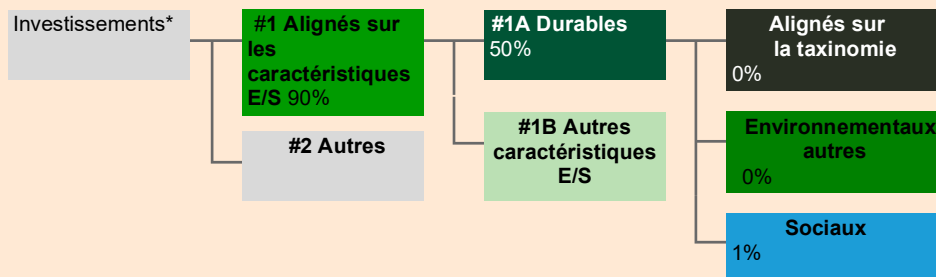 Investissements*
#1 Alignés sur
les
caractéristiques
E/S 90%
#2 Autres
#1A Durables
50%
#1B Autres
caractéristiques
E/S
Alignés sur
la taxinomie
0%
Environnementaux
autres
0%
Sociaux
1%